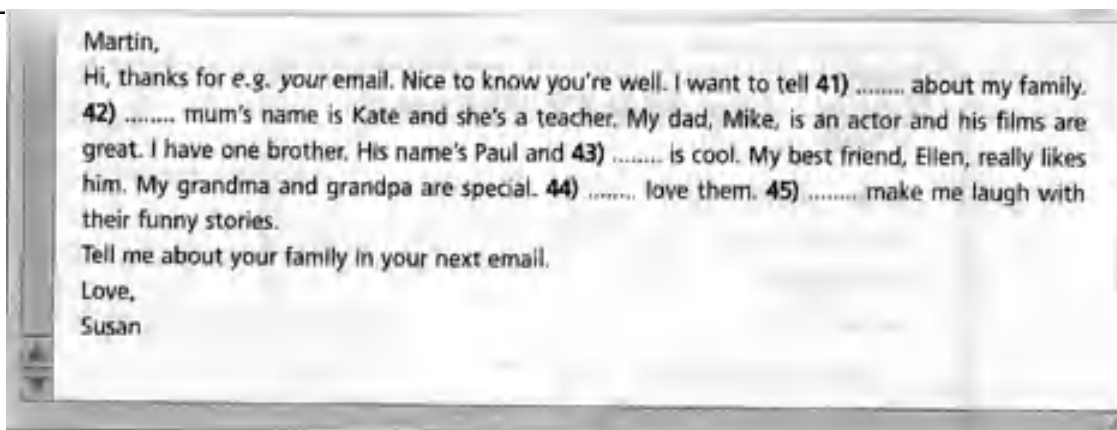 Martin,
Hi, thanks for e.g. your email. Nice to know you're well. I want to tell 41) ........ about my family.
42) ........ mum's name is Kate and she's a teacher. My dad, Mike, is an actor and his films are
great. I have one brother. His name's Paul and 43) ........ is cool. My best friend, Ellen, really likes
him. My grandma and grandpa are special. 44) ........ love them. 45) ........ make me laugh with
their funny stories.
Tell me about your family in your next email.
Love,
Susan